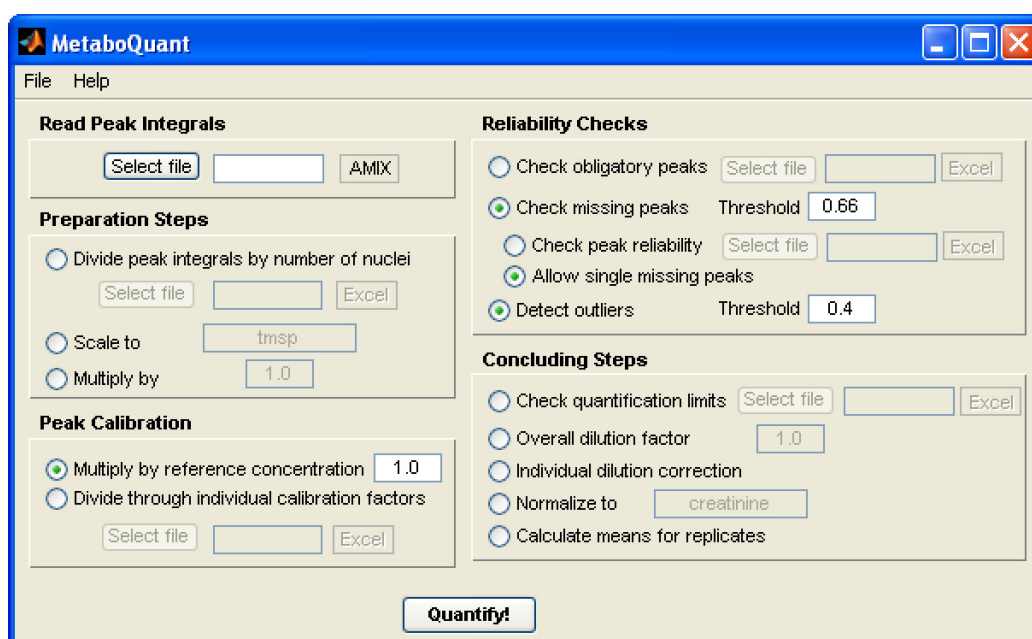 MetaboQuant
File Help
Read Peak Integrals
Select file AMIX
Preparation Steps
Divide peak integrals by number of nuclei
Select file Excel
Scale to tmsp
Multiply by 1.0
Peak Calibration
Multiply by reference concentration 1.0
Divide through individual calibration factors
Select file Excel
Reliability Checks
Check obligatory peaks Select file Excel
Check missing peaks Threshold 0.66
Check peak reliability Select file Excel
Allow single missing peaks
Detect outliers Threshold 0.4
Concluding Steps
Check quantification limits Select file Excel
Overall dilution factor 1.0
Individual dilution correction
Normalize to creatinine
Calculate means for replicates
Quantify!